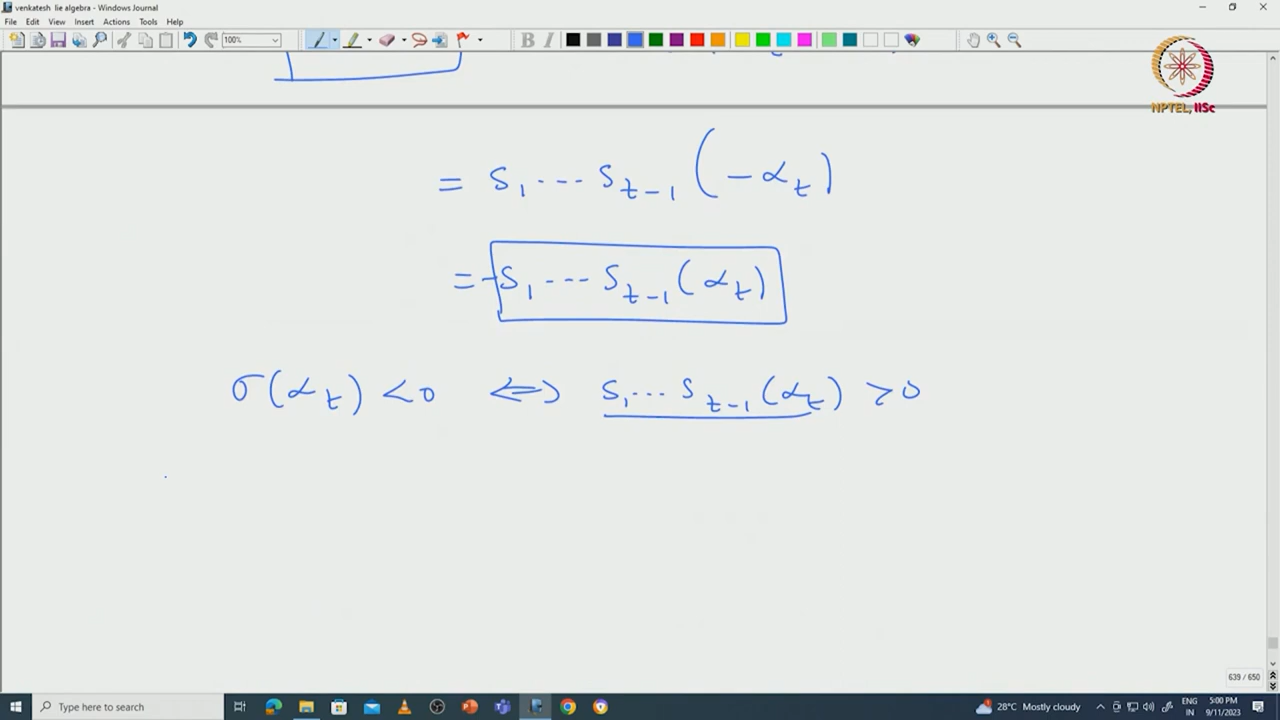 venkatesh lie algebra - Windows Journal
File Edit View Insert Actions Tools Help
100%
B I
NPTEL, IISc
= s₁ ---- s_{t-1} ( - α_t )
= - s₁ ---- s_{t-1} ( α_t )
σ(α_t) < 0 ⟺ s₁ ... s_{t-1} (α_t) > 0
639 / 650
Type here to search
28°C Mostly cloudy
ENG
IN
5:00 PM
9/11/2023